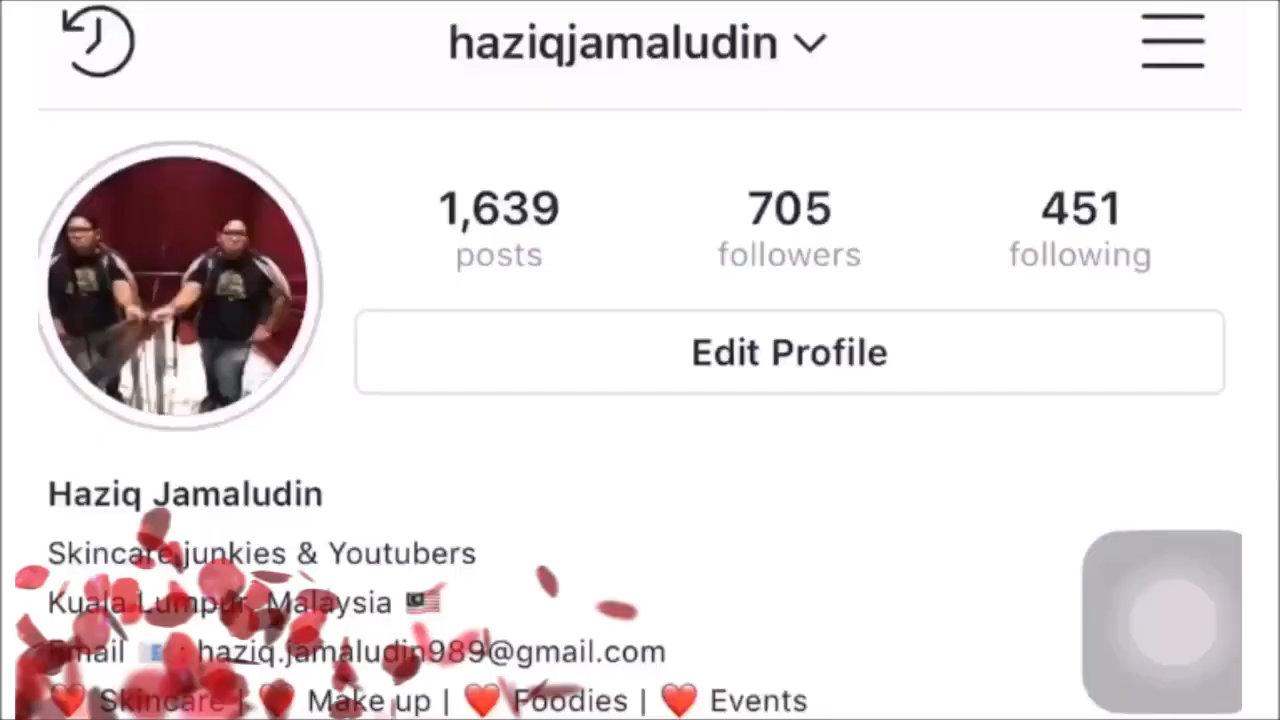 haziqjamaludin
1,639 705 451
posts followers following
Edit Profile
Haziq Jamaludin
Skincare junkies & Youtubers
Kuala Lumpur, Malaysia 🇲🇾
Email 📧 : haziq.jamaludin989@gmail.com
❤️ Skincare | ❤️ Make up | ❤️ Foodies | ❤️ Events